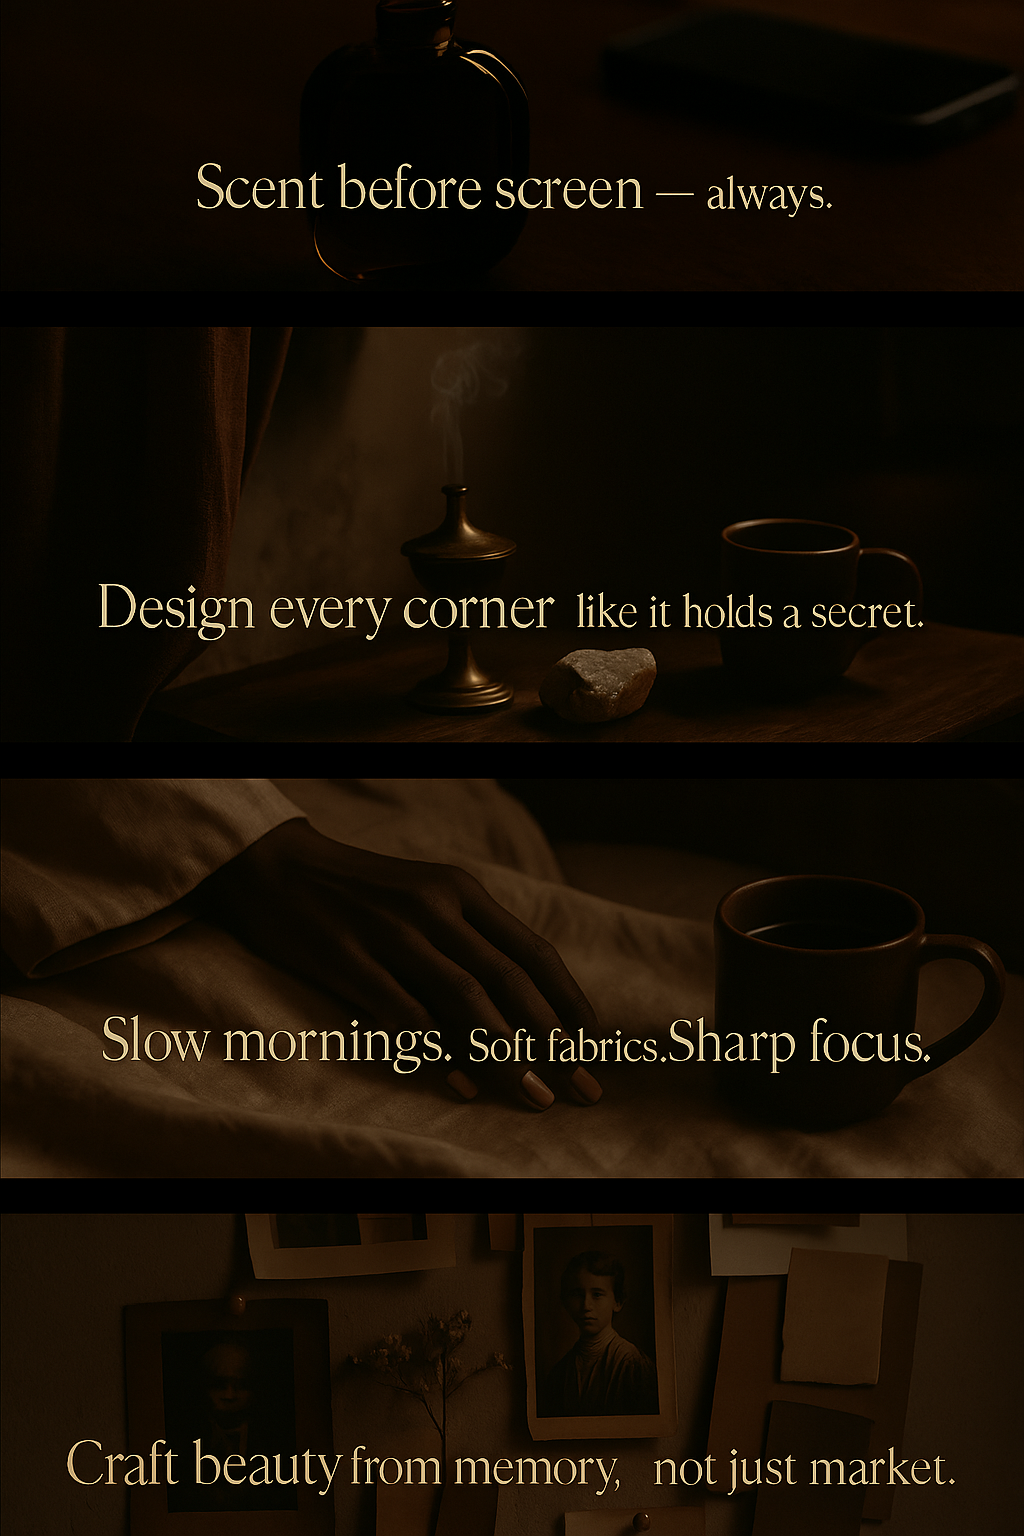 Scent before screen — always.
Design every corner like it holds a secret.
Slow mornings. Soft fabrics. Sharp focus.
Craft beauty from memory, not just market.